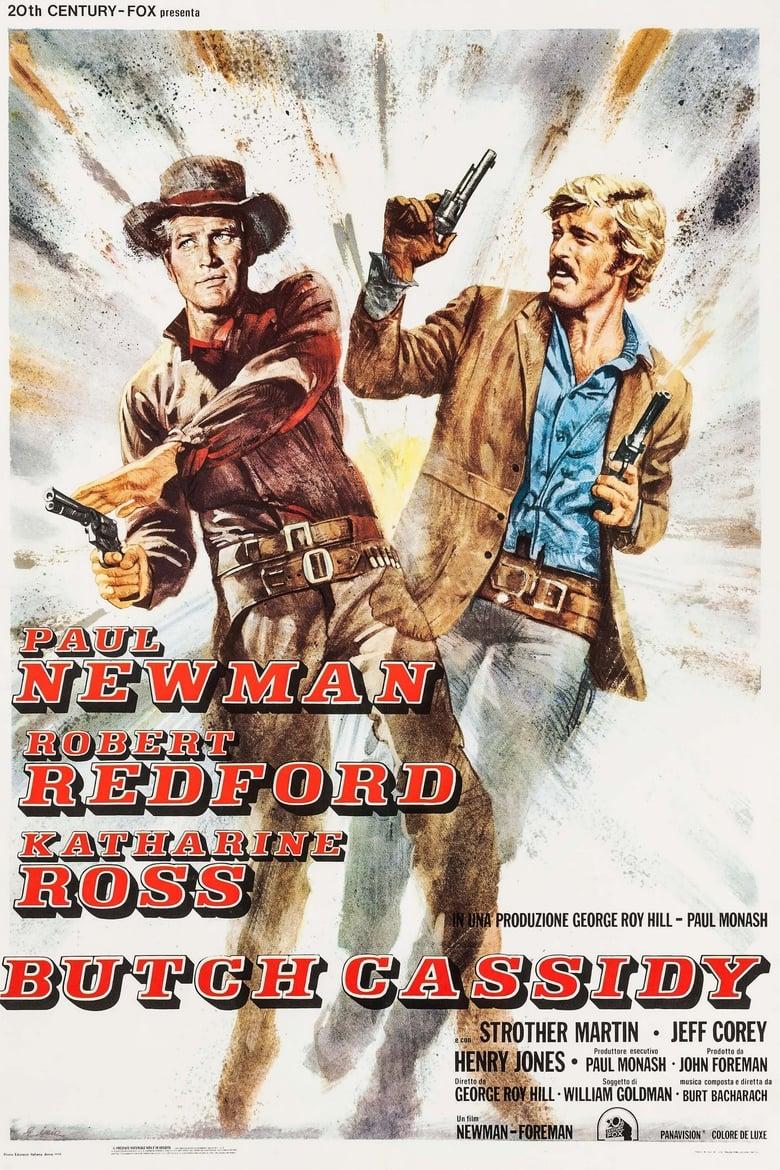 20th CENTURY-FOX presenta
PAUL
NEWMAN
ROBERT
REDFORD
KATHARINE
ROSS
IN UNA PRODUZIONE GEORGE ROY HILL - PAUL MONASH
BUTCH CASSIDY
e con STROTHER MARTIN • JEFF COREY
HENRY JONES • Produttore esecutivo PAUL MONASH • Prodotto da JOHN FOREMAN
Diretto da GEORGE ROY HILL • Soggetto di WILLIAM GOLDMAN • musica composta e diretta da BURT BACHARACH
Un film
NEWMAN-FOREMAN
PANAVISION® COLORE DE LUXE